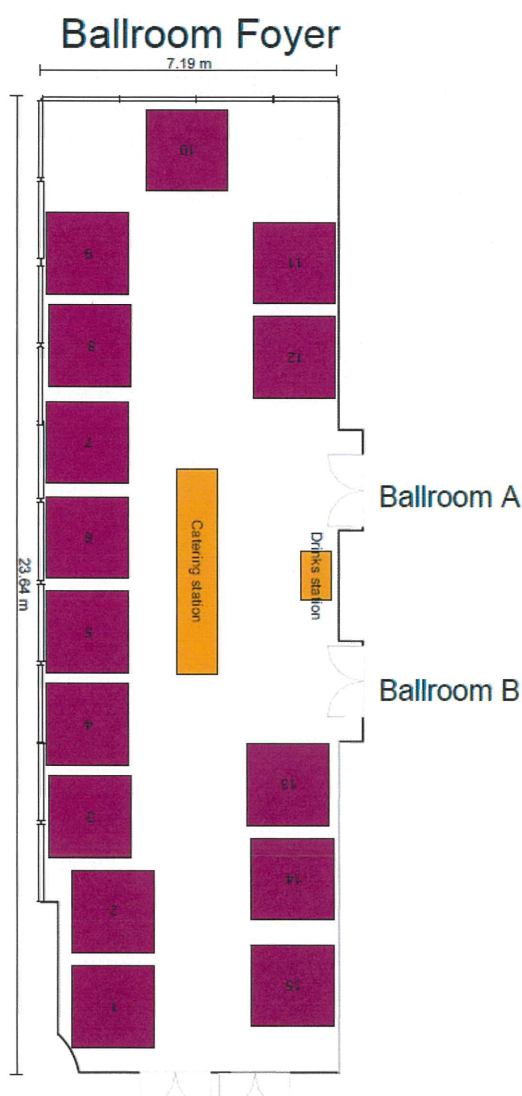 Ballroom Foyer
7.19 m
10
9
11
8
12
7
Ballroom A
6
Catering station
Drinks station
23.64 m
5
Ballroom B
4
13
3
14
2
15
1